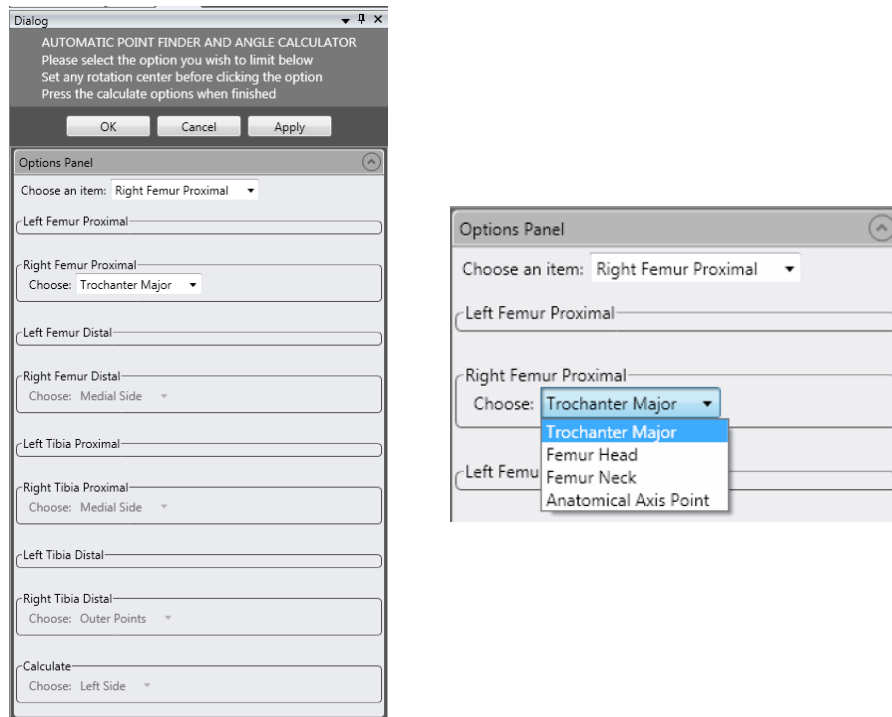 Dialog
AUTOMATIC POINT FINDER AND ANGLE CALCULATOR
Please select the option you wish to limit below
Set any rotation center before clicking the option
Press the calculate options when finished
OK Cancel Apply
Options Panel
Choose an item: Right Femur Proximal
Left Femur Proximal
Right Femur Proximal
Choose: Trochanter Major
Left Femur Distal
Right Femur Distal
Choose: Medial Side
Left Tibia Proximal
Right Tibia Proximal
Choose: Medial Side
Left Tibia Distal
Right Tibia Distal
Choose: Outer Points
Calculate
Choose: Left Side
Options Panel
Choose an item: Right Femur Proximal
Left Femur Proximal
Right Femur Proximal
Choose: Trochanter Major
Trochanter Major
Femur Head
Left Femu Femur Neck
Anatomical Axis Point